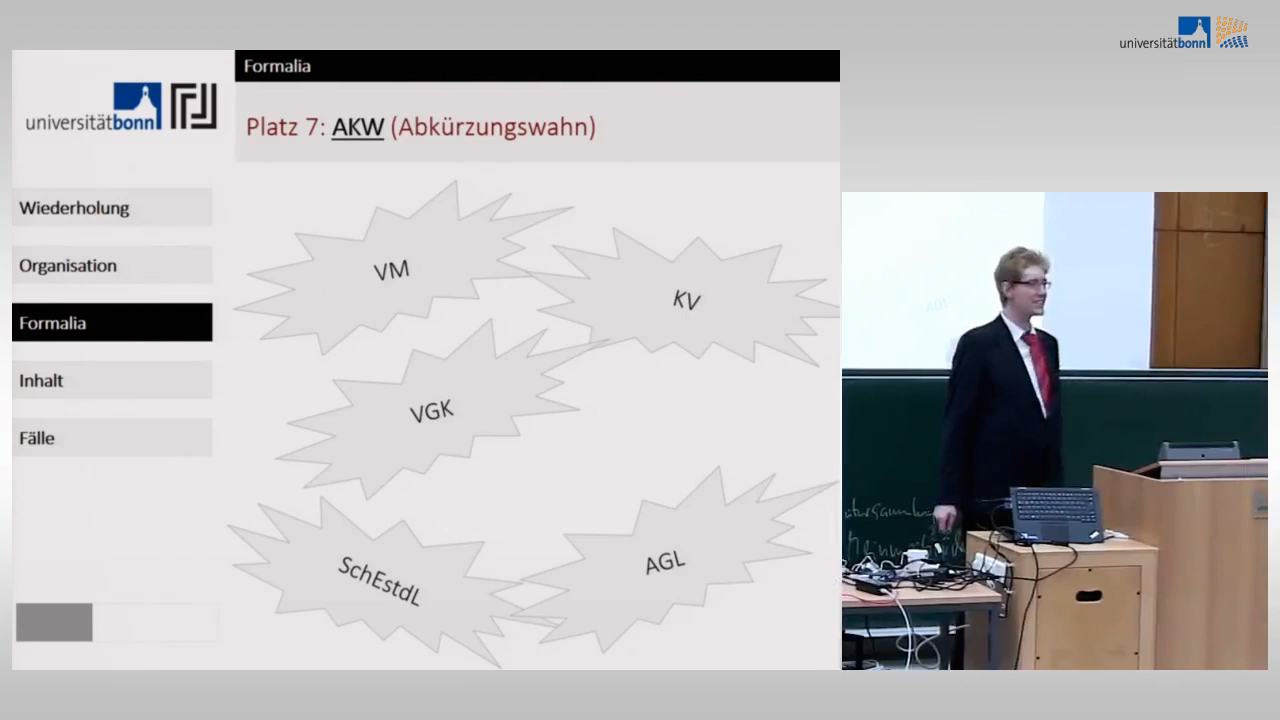 universitätbonn
Formalia
universitätbonn
Platz 7: AKW (Abkürzungswahn)
Wiederholung
Organisation
Formalia
Inhalt
Fälle
VM
KV
VGK
SchEstdL
AGL